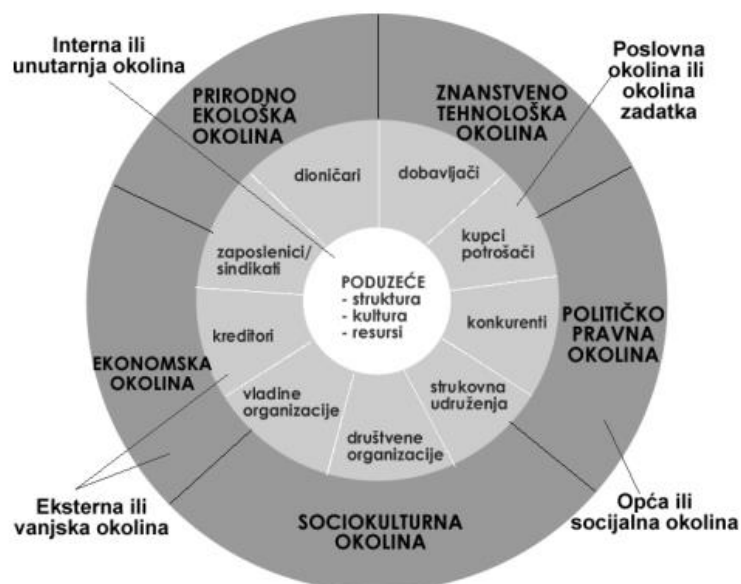 Interna ili
unutarnja okolina
Poslovna
okolina ili
okolina
zadatka
PRIRODNO
EKOLOŠKA
OKOLINA
ZNANSTVENO
TEHNOLOŠKA
OKOLINA
dioničari
dobavljači
zaposlenici/
sindikati
kupci
potrošači
PODUZEĆE
- struktura
- kultura
- resursi
kreditori
konkurenti
POLITIČKO
PRAVNA
OKOLINA
EKONOMSKA
OKOLINA
vladine
organizacije
strukovna
udruženja
društvene
organizacije
Eksterna ili
vanjska okolina
SOCIOKULTURNA
OKOLINA
Opća ili
socijalna okolina